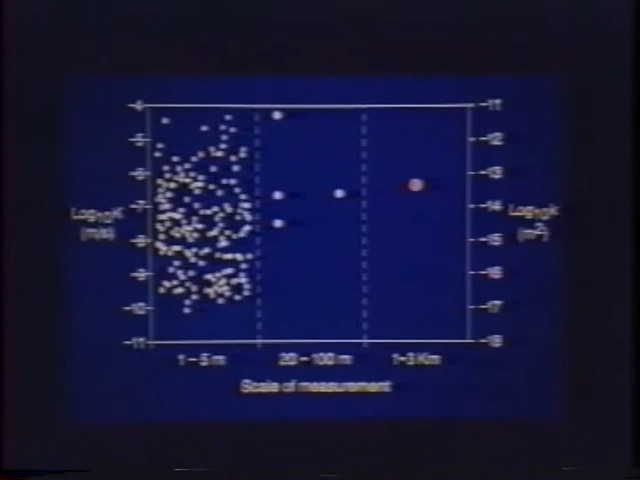 -4
-5
-6
-7
-8
-9
-10
-11
Log10K
(m/s)
-11
-12
-13
-14
-15
-16
-17
-18
Log10K
(m2)
1-5 m
20-100 m
1-3 Km
Scale of measurement